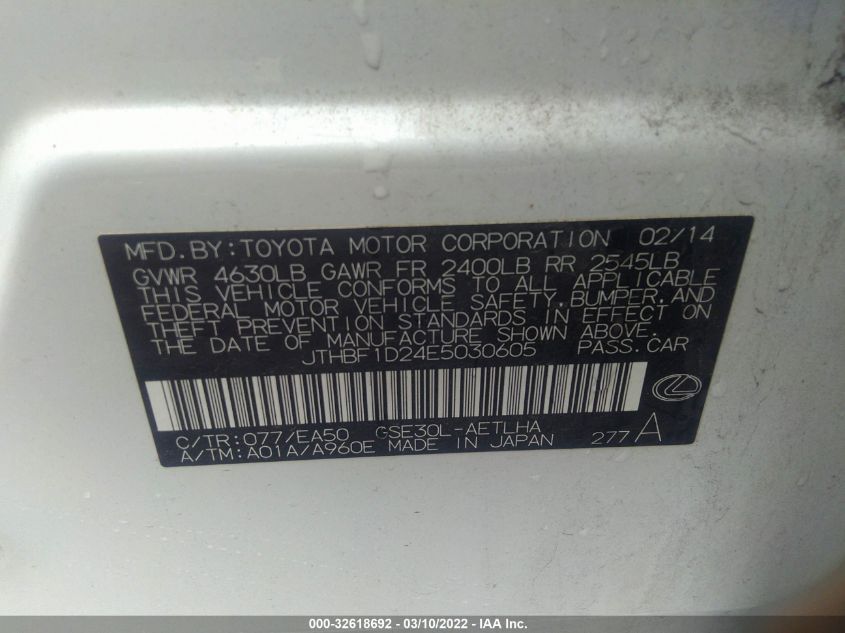 MFD.BY:TOYOTA MOTOR CORPORATION 02/14
GVWR 4630LB GAWR FR 2400LB RR 2545LB
THIS VEHICLE CONFORMS TO ALL APPLICABLE
FEDERAL MOTOR VEHICLE SAFETY,BUMPER,AND
THEFT PREVENTION STANDARDS IN EFFECT ON
THE DATE OF MANUFACTURE SHOWN ABOVE.
JTHBF1D24E5030605 PASS.CAR
C/TR:077/EA50 GSE30L-AETLHA
A/TM:A01A/A960E MADE IN JAPAN 277A
000-32618692 - 03/10/2022 - IAA Inc.